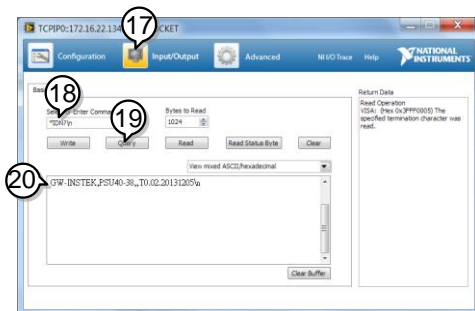 TCPIP0::172.16.22.134
17
Configuration
Input/Output
Advanced
NI I/O Trace
Help
NATIONAL INSTRUMENTS
Return Data
18
19
Bytes to Read
*IDN?\n
1024
Write
Query
Read
Read Status Byte
Clear
View mixed ASCII/hexadecimal
20
GW-INSTEK,PSU40-38,,T0.02.20131205\n
Clear Buffer
Read Operation
VISA: (Hex 0x3FFF0005) The
specified termination character was
read.